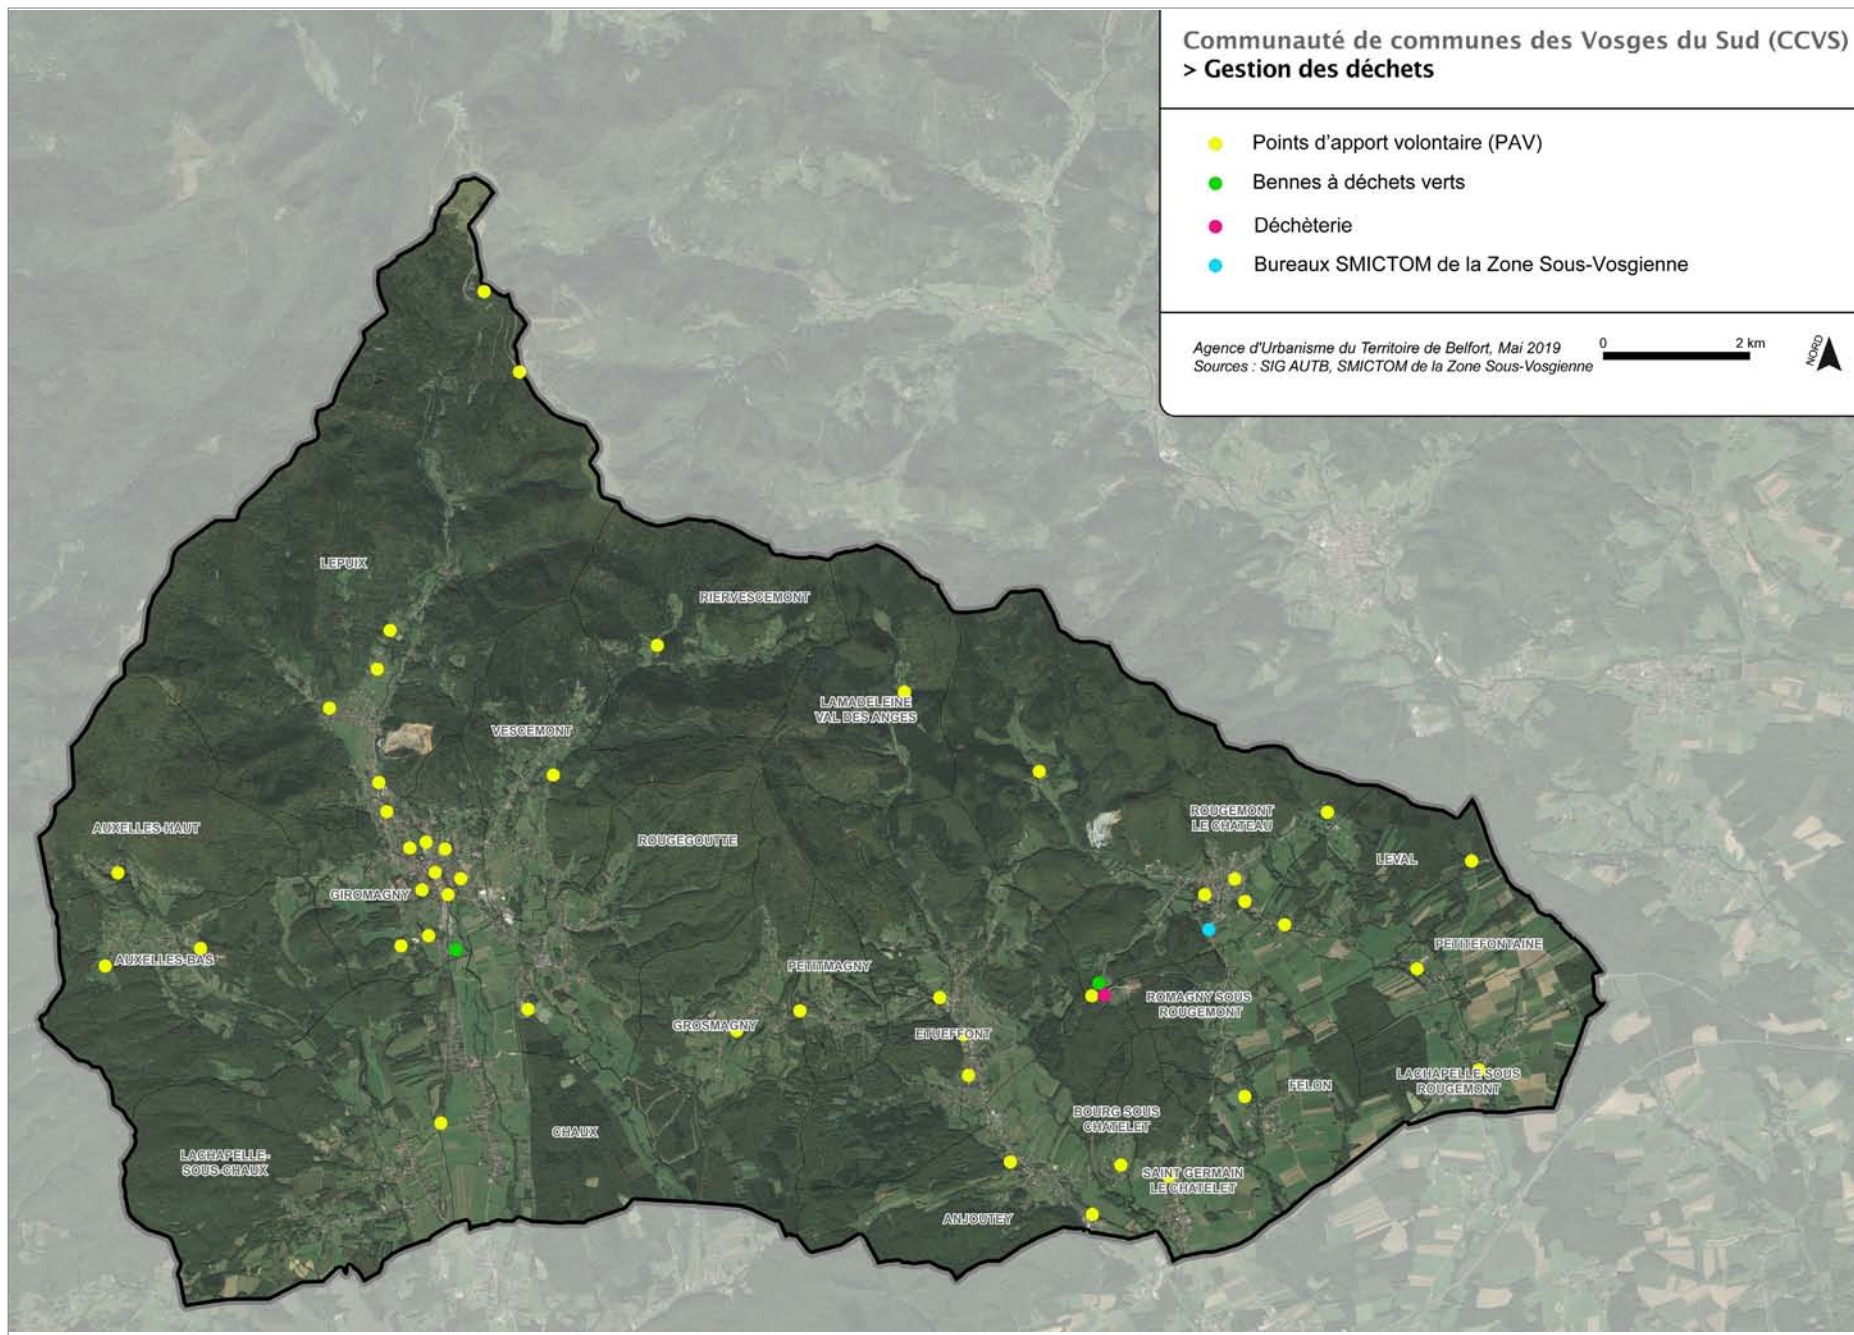 Communauté de communes des Vosges du Sud (CCVS)
> Gestion des déchets
Points d'apport volontaire (PAV)
Bennes à déchets verts
Déchèterie
Bureaux SMICTOM de la Zone Sous-Vosgienne
Agence d'Urbanisme du Territoire de Belfort, Mai 2019
Sources : SIG AUTB, SMICTOM de la Zone Sous-Vosgienne
0 2 km
NORD
LEPUIX
RIERVESCEMONT
LAMADELEINE
VAL DES ANGES
VESCEMONT
AUXELLES-HAUT
ROUGEGOUTTE
ROUGEMONT
LE CHATEAU
LEVAL
GIROMAGNY
PETITEFONTAINE
AUXELLES-BAS
PETITMAGNY
ROMAGNY SOUS
ROUGEMONT
GROSMAGNY
ETUEFFONT
LACHAPELLE SOUS
ROUGEMONT
FELON
BOURG SOUS
CHATELET
CHAUX
LACHAPELLE-
SOUS-CHAUX
SAINT GERMAIN
LE CHATELET
ANJOUTEY